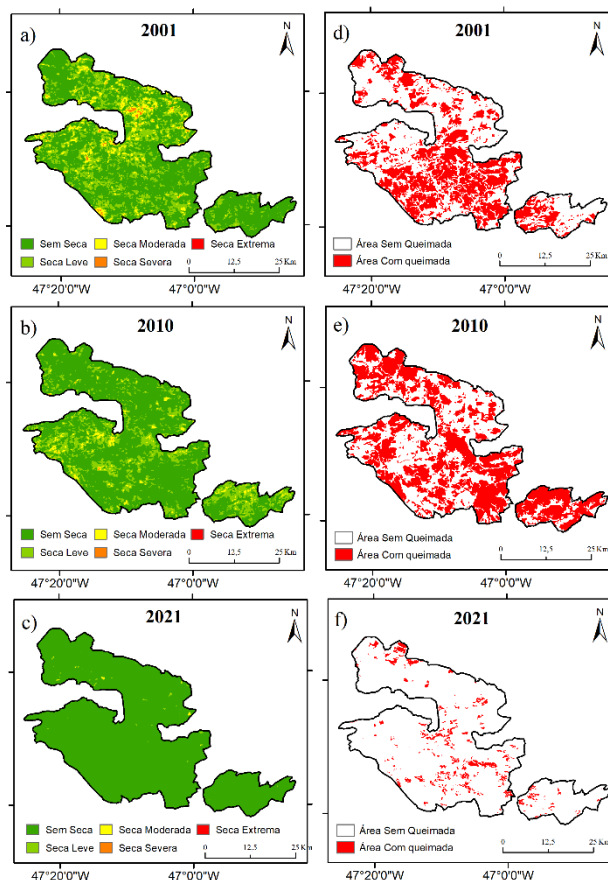 a)
2001
N
Sem Seca
Seca Moderada
Seca Extrema
Seca Leve
Seca Severa
0 12,5 25 Km
47°20'0"W 47°0'0"W
d)
2001
N
Área Sem Queimada
Área Com queimada
0 12,5 25 Km
47°20'0"W 47°0'0"W
b)
2010
N
Sem Seca
Seca Moderada
Seca Extrema
Seca Leve
Seca Severa
0 12,5 25 Km
47°20'0"W 47°0'0"W
e)
2010
N
Área Sem Queimada
Área Com queimada
0 12,5 25 Km
47°20'0"W 47°0'0"W
c)
2021
N
Sem Seca
Seca Moderada
Seca Extrema
Seca Leve
Seca Severa
0 12,5 25 Km
47°20'0"W 47°0'0"W
f)
2021
N
Área Sem Queimada
Área Com queimada
0 12,5 25 Km
47°20'0"W 47°0'0"W